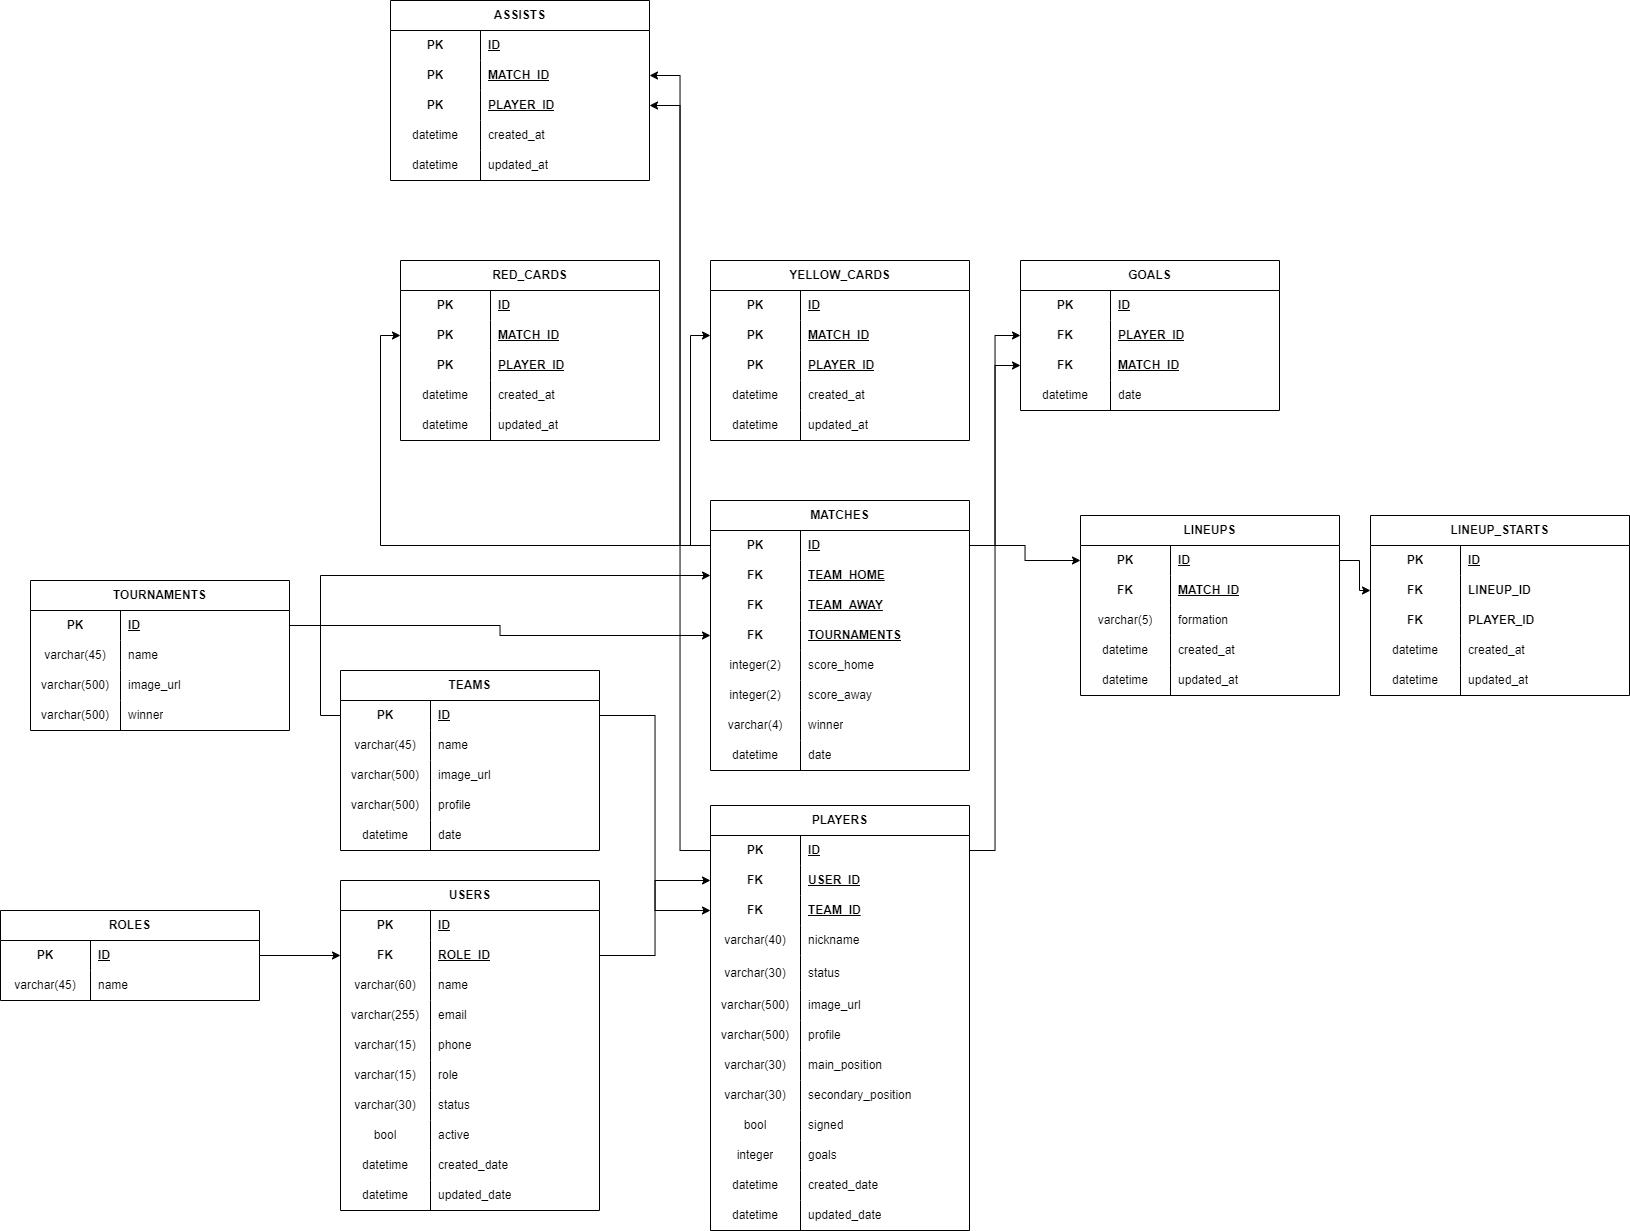 ASSISTS
PK ID
PK MATCH_ID
PK PLAYER_ID
datetime created_at
datetime updated_at
RED_CARDS
PK ID
PK MATCH_ID
PK PLAYER_ID
datetime created_at
datetime updated_at
YELLOW_CARDS
PK ID
PK MATCH_ID
PK PLAYER_ID
datetime created_at
datetime updated_at
GOALS
PK ID
FK PLAYER_ID
FK MATCH_ID
datetime date
MATCHES
PK ID
FK TEAM_HOME
FK TEAM_AWAY
FK TOURNAMENTS
integer(2) score_home
integer(2) score_away
varchar(4) winner
datetime date
LINEUPS
PK ID
FK MATCH_ID
varchar(5) formation
datetime created_at
datetime updated_at
LINEUP_STARTS
PK ID
FK LINEUP_ID
FK PLAYER_ID
datetime created_at
datetime updated_at
TOURNAMENTS
PK ID
varchar(45) name
varchar(500) image_url
varchar(500) winner
TEAMS
PK ID
varchar(45) name
varchar(500) image_url
varchar(500) profile
datetime date
PLAYERS
PK ID
FK USER_ID
FK TEAM_ID
varchar(40) nickname
varchar(30) status
varchar(500) image_url
varchar(500) profile
varchar(30) main_position
varchar(30) secondary_position
bool signed
integer goals
datetime created_date
datetime updated_date
USERS
PK ID
FK ROLE_ID
varchar(60) name
varchar(255) email
varchar(15) phone
varchar(15) role
varchar(30) status
bool active
datetime created_date
datetime updated_date
ROLES
PK ID
varchar(45) name